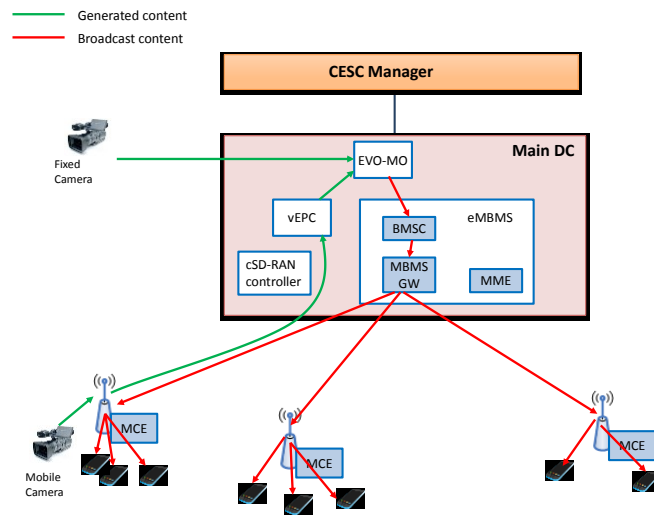 Generated content
Broadcast content
CESC Manager
Main DC
Fixed
Camera
EVO-MO
vEPC
eMBMS
BMSC
cSD-RAN
controller
MBMS
GW
MME
MCE
MCE
MCE
Mobile
Camera